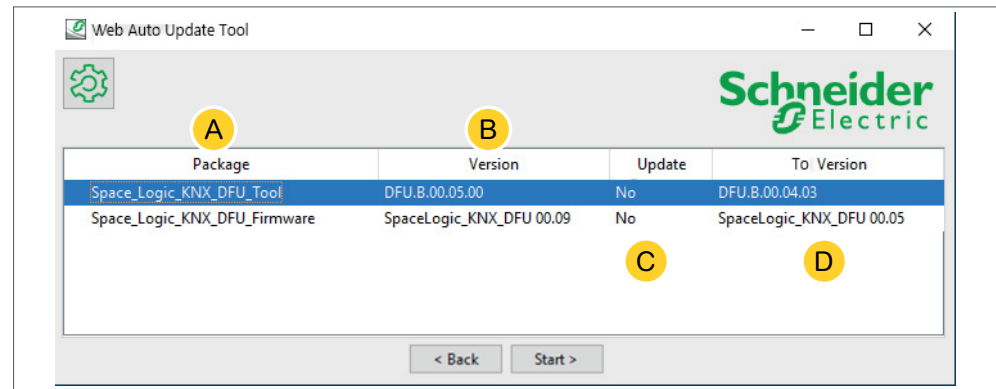 Web Auto Update Tool
Schneider
Electric
A
B
Package Version Update To Version
Space_Logic_KNX_DFU_Tool DFU.B.00.05.00 No DFU.B.00.04.03
Space_Logic_KNX_DFU_Firmware SpaceLogic_KNX_DFU 00.09 No SpaceLogic_KNX_DFU 00.05
C D
< Back Start >